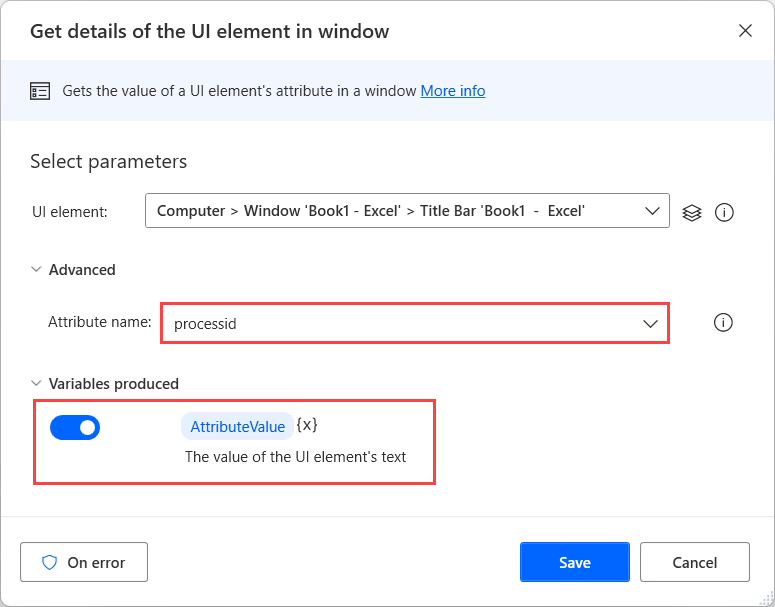 Get details of the UI element in window
Gets the value of a UI element's attribute in a window More info
Select parameters
UI element: Computer > Window 'Book1 - Excel' > Title Bar 'Book1  -  Excel'
Advanced
Attribute name: processid
Variables produced
AttributeValue {x}
The value of the UI element's text
On error Save Cancel